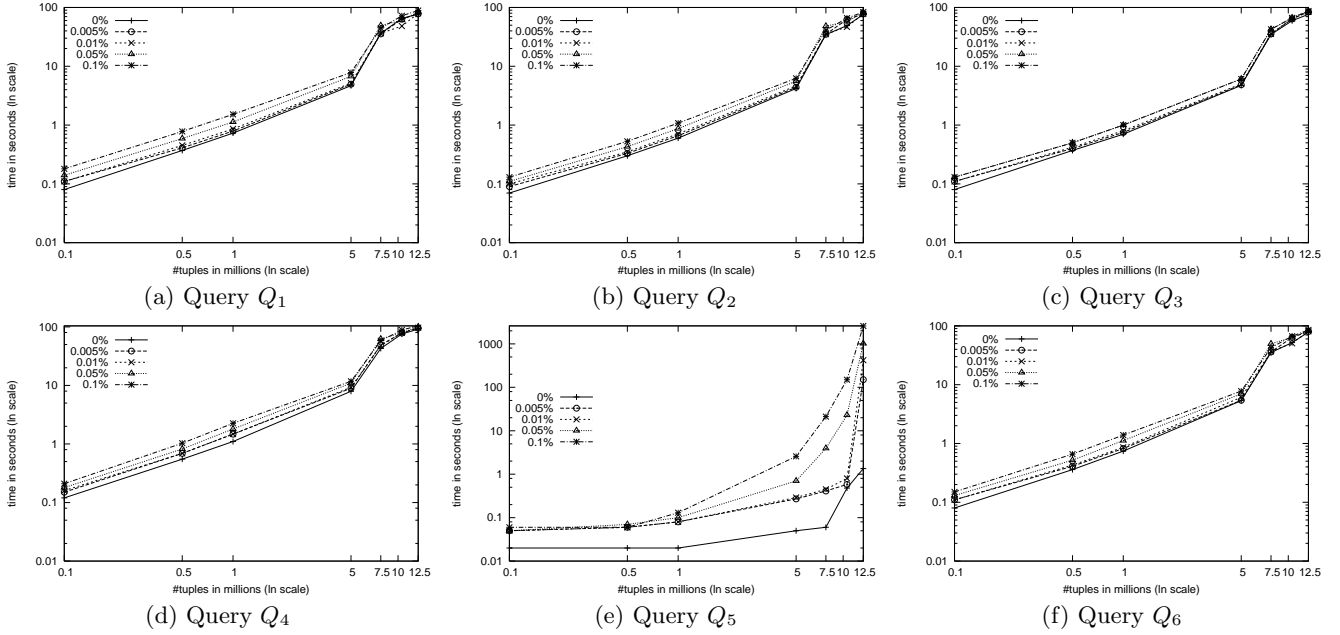 100
10
1
0.1
0.01
0.1 0.5 1 5 7.5 10 12.5
time in seconds (ln scale)
#tuples in millions (ln scale)
0%
0.005%
0.01%
0.05%
0.1%
(a) Query Q1
100
10
1
0.1
0.01
0.1 0.5 1 5 7.5 10 12.5
time in seconds (ln scale)
#tuples in millions (ln scale)
0%
0.005%
0.01%
0.05%
0.1%
(b) Query Q2
100
10
1
0.1
0.01
0.1 0.5 1 5 7.5 10 12.5
time in seconds (ln scale)
#tuples in millions (ln scale)
0%
0.005%
0.01%
0.05%
0.1%
(c) Query Q3
100
10
1
0.1
0.01
0.1 0.5 1 5 7.5 10 12.5
time in seconds (ln scale)
#tuples in millions (ln scale)
0%
0.005%
0.01%
0.05%
0.1%
(d) Query Q4
1000
100
10
1
0.1
0.01
0.1 0.5 1 5 7.5 10 12.5
time in seconds (ln scale)
#tuples in millions (ln scale)
0%
0.005%
0.01%
0.05%
0.1%
(e) Query Q5
100
10
1
0.1
0.01
0.1 0.5 1 5 7.5 10 12.5
time in seconds (ln scale)
#tuples in millions (ln scale)
0%
0.005%
0.01%
0.05%
0.1%
(f) Query Q6